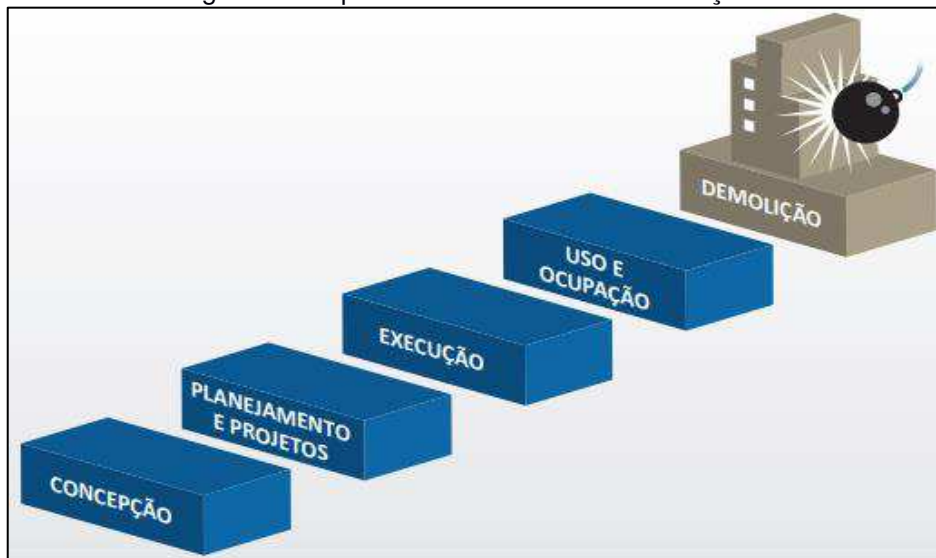 DEMOLIÇÃO
USO E
OCUPAÇÃO
EXECUÇÃO
PLANEJAMENTO
E PROJETOS
CONCEPÇÃO